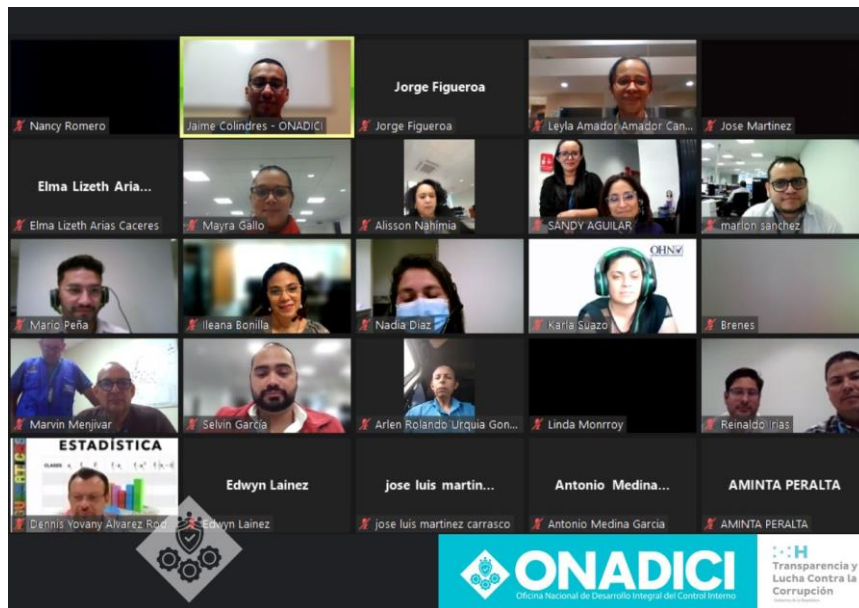 Nancy Romero
Jaime Colindres - ONADICI
Jorge Figueroa
Jorge Figueroa
Leyla Amador Amador Can...
Jose Martinez
Elma Lizeth Aria...
Elma Lizeth Arias Caceres
Mayra Gallo
Alisson Nahimia
SANDY AGUILAR
marlon sanchez
Mario Peña
Ileana Bonilla
Nadia Diaz
OHN
Karla Suazo
Brenes
Marvin Menjivar
Selvin García
Arlen Rolando Urquia Gon...
Linda Monrroy
Reinaldo Irias
ESTADÍSTICA
CLASES
Dennis Yovany Alvarez Rod
Edwyn Lainez
Edwyn Lainez
jose luis martin...
jose luis martinez carrasco
Antonio Medina...
Antonio Medina Garcia
AMINTA PERALTA
AMINTA PERALTA
ONADICI
Oficina Nacional de Desarrollo Integral del Control Interno
H
Transparencia y
Lucha Contra la
Corrupción